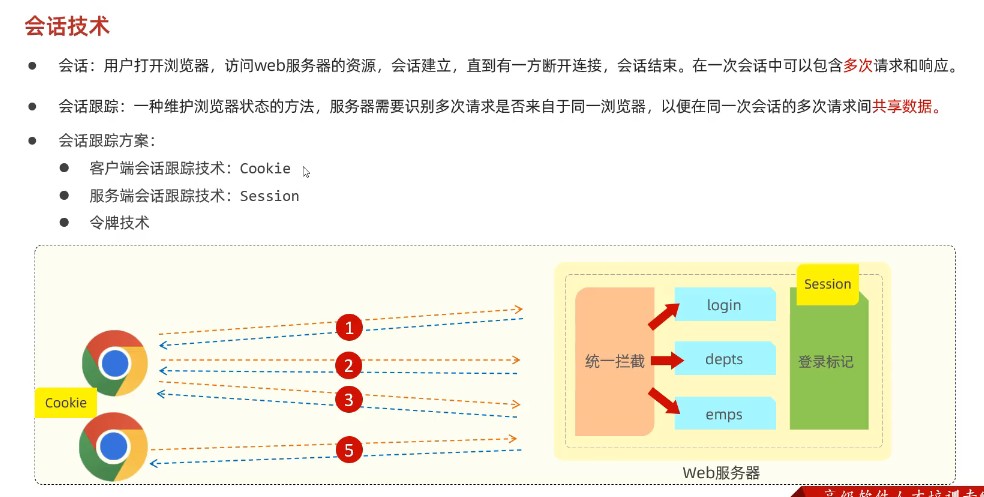 会话技术
会话：用户打开浏览器，访问web服务器的资源，会话建立，直到有一方断开连接，会话结束。在一次会话中可以包含多次请求和响应。
会话跟踪：一种维护浏览器状态的方法，服务器需要识别多次请求是否来自于同一浏览器，以便在同一次会话的多次请求间共享数据。
会话跟踪方案：
客户端会话跟踪技术：Cookie
服务端会话跟踪技术：Session
令牌技术
Session
login
1
统一拦截
depts
登录标记
2
Cookie
3
emps
5
Web服务器